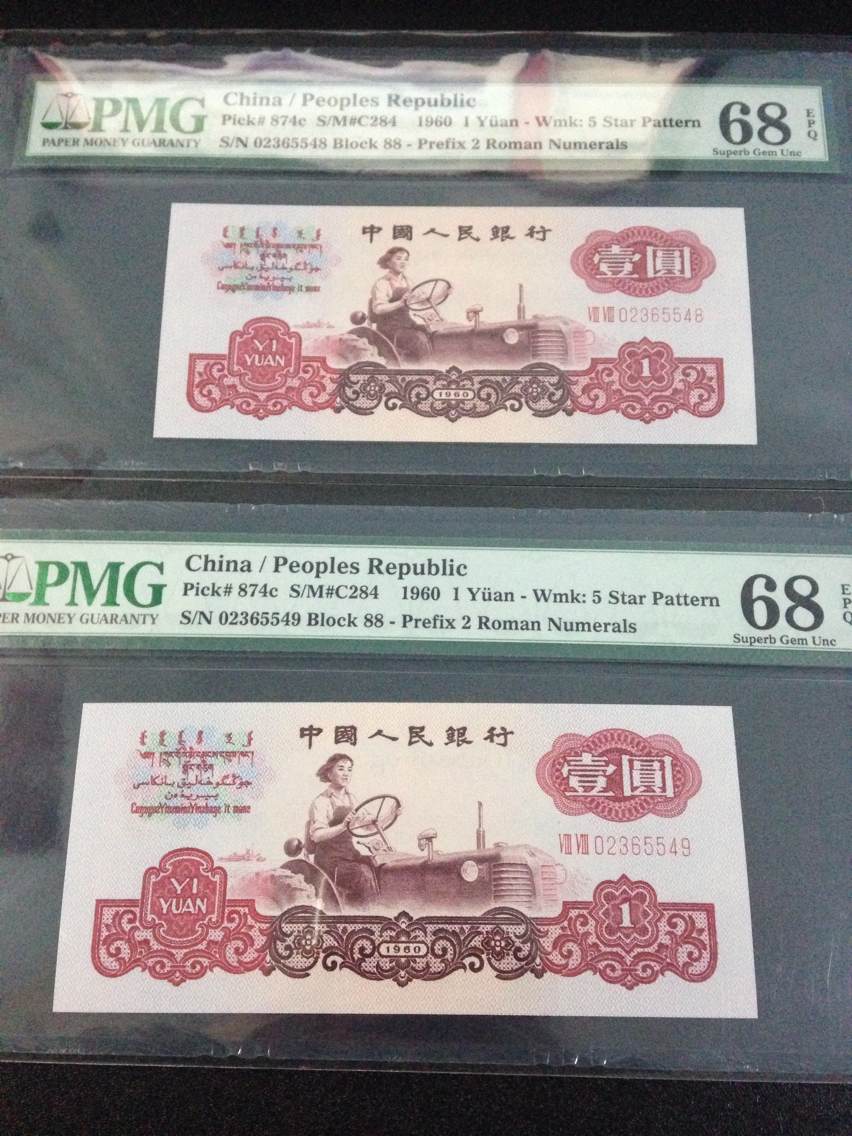 PMG
PAPER MONEY GUARANTY
China / Peoples Republic
Pick# 874c S/M#C284 1960 1 Yüan - Wmk: 5 Star Pattern
S/N 02365548 Block 88 - Prefix 2 Roman Numerals
68
EPQ
Superb Gem Unc
中國人民銀行
壹圓
VIII VIII 02365548
YI
YUAN
1960
1
PMG
ER MONEY GUARANTY
China / Peoples Republic
Pick# 874c S/M#C284 1960 1 Yüan - Wmk: 5 Star Pattern
S/N 02365549 Block 88 - Prefix 2 Roman Numerals
68
EPQ
Superb Gem Unc
中國人民銀行
壹圓
VIII VIII 02365549
YI
YUAN
1960
1